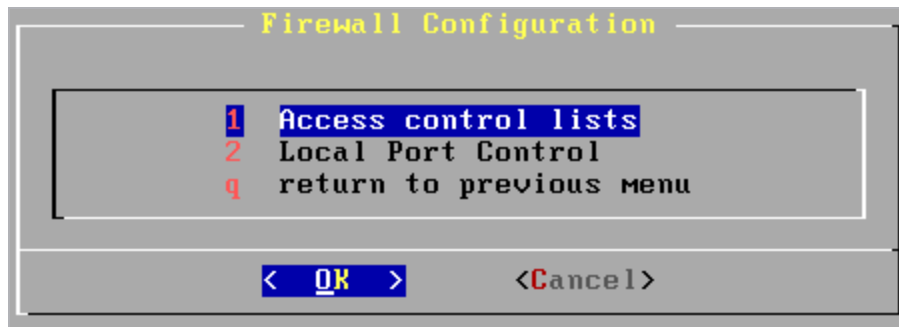 Firewall Configuration
1 Access control lists
2 Local Port Control
q return to previous menu
< OK > <Cancel>